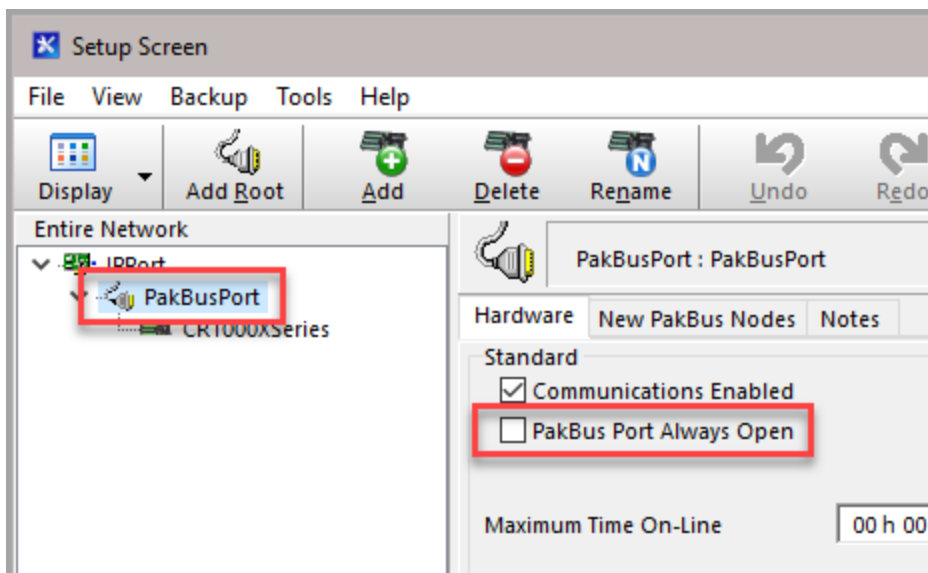 Setup Screen
File View Backup Tools Help
Display Add Root Add Delete Rename Undo Redo
Entire Network
IPPort
PakBusPort
CR1000XSeries
PakBusPort : PakBusPort
Hardware New PakBus Nodes Notes
Standard
Communications Enabled
PakBus Port Always Open
Maximum Time On-Line 00 h 00